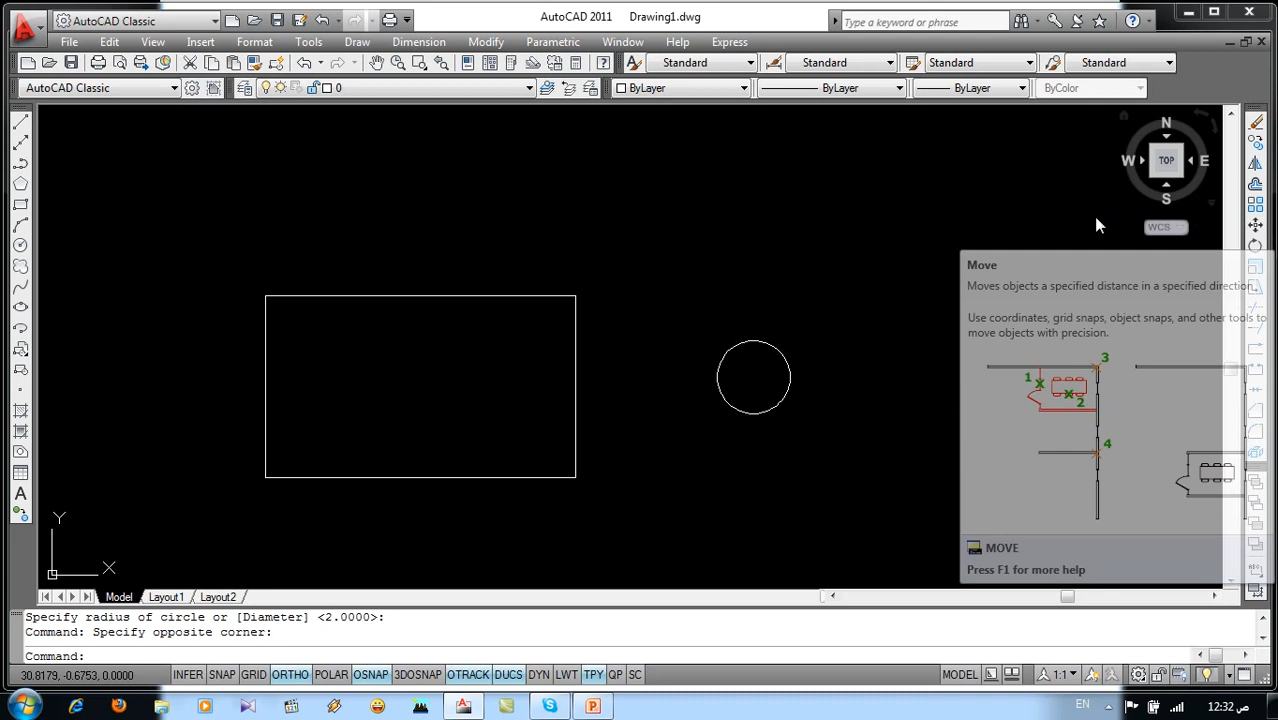 AutoCAD Classic
AutoCAD 2011 Drawing1.dwg
Type a keyword or phrase
File Edit View Insert Format Tools Draw Dimension Modify Parametric Window Help Express
Standard Standard Standard Standard
AutoCAD Classic 0 ByLayer ByLayer ByLayer ByColor
N
W TOP E
S
WCS
Move
Moves objects a specified distance in a specified direction.
Use coordinates, grid snaps, object snaps, and other tools to
move objects with precision.
3
1
2
4
MOVE
Press F1 for more help
Y
X
Model Layout1 Layout2
Specify radius of circle or [Diameter] <2.0000>:
Command: Specify opposite corner:
Command:
30.8179, -0.6753, 0.0000 INFER SNAP GRID ORTHO POLAR OSNAP 3DOSNAP OTRACK DUCS DYN LWT TPY QP SC MODEL 1:1
EN 12:32 ص